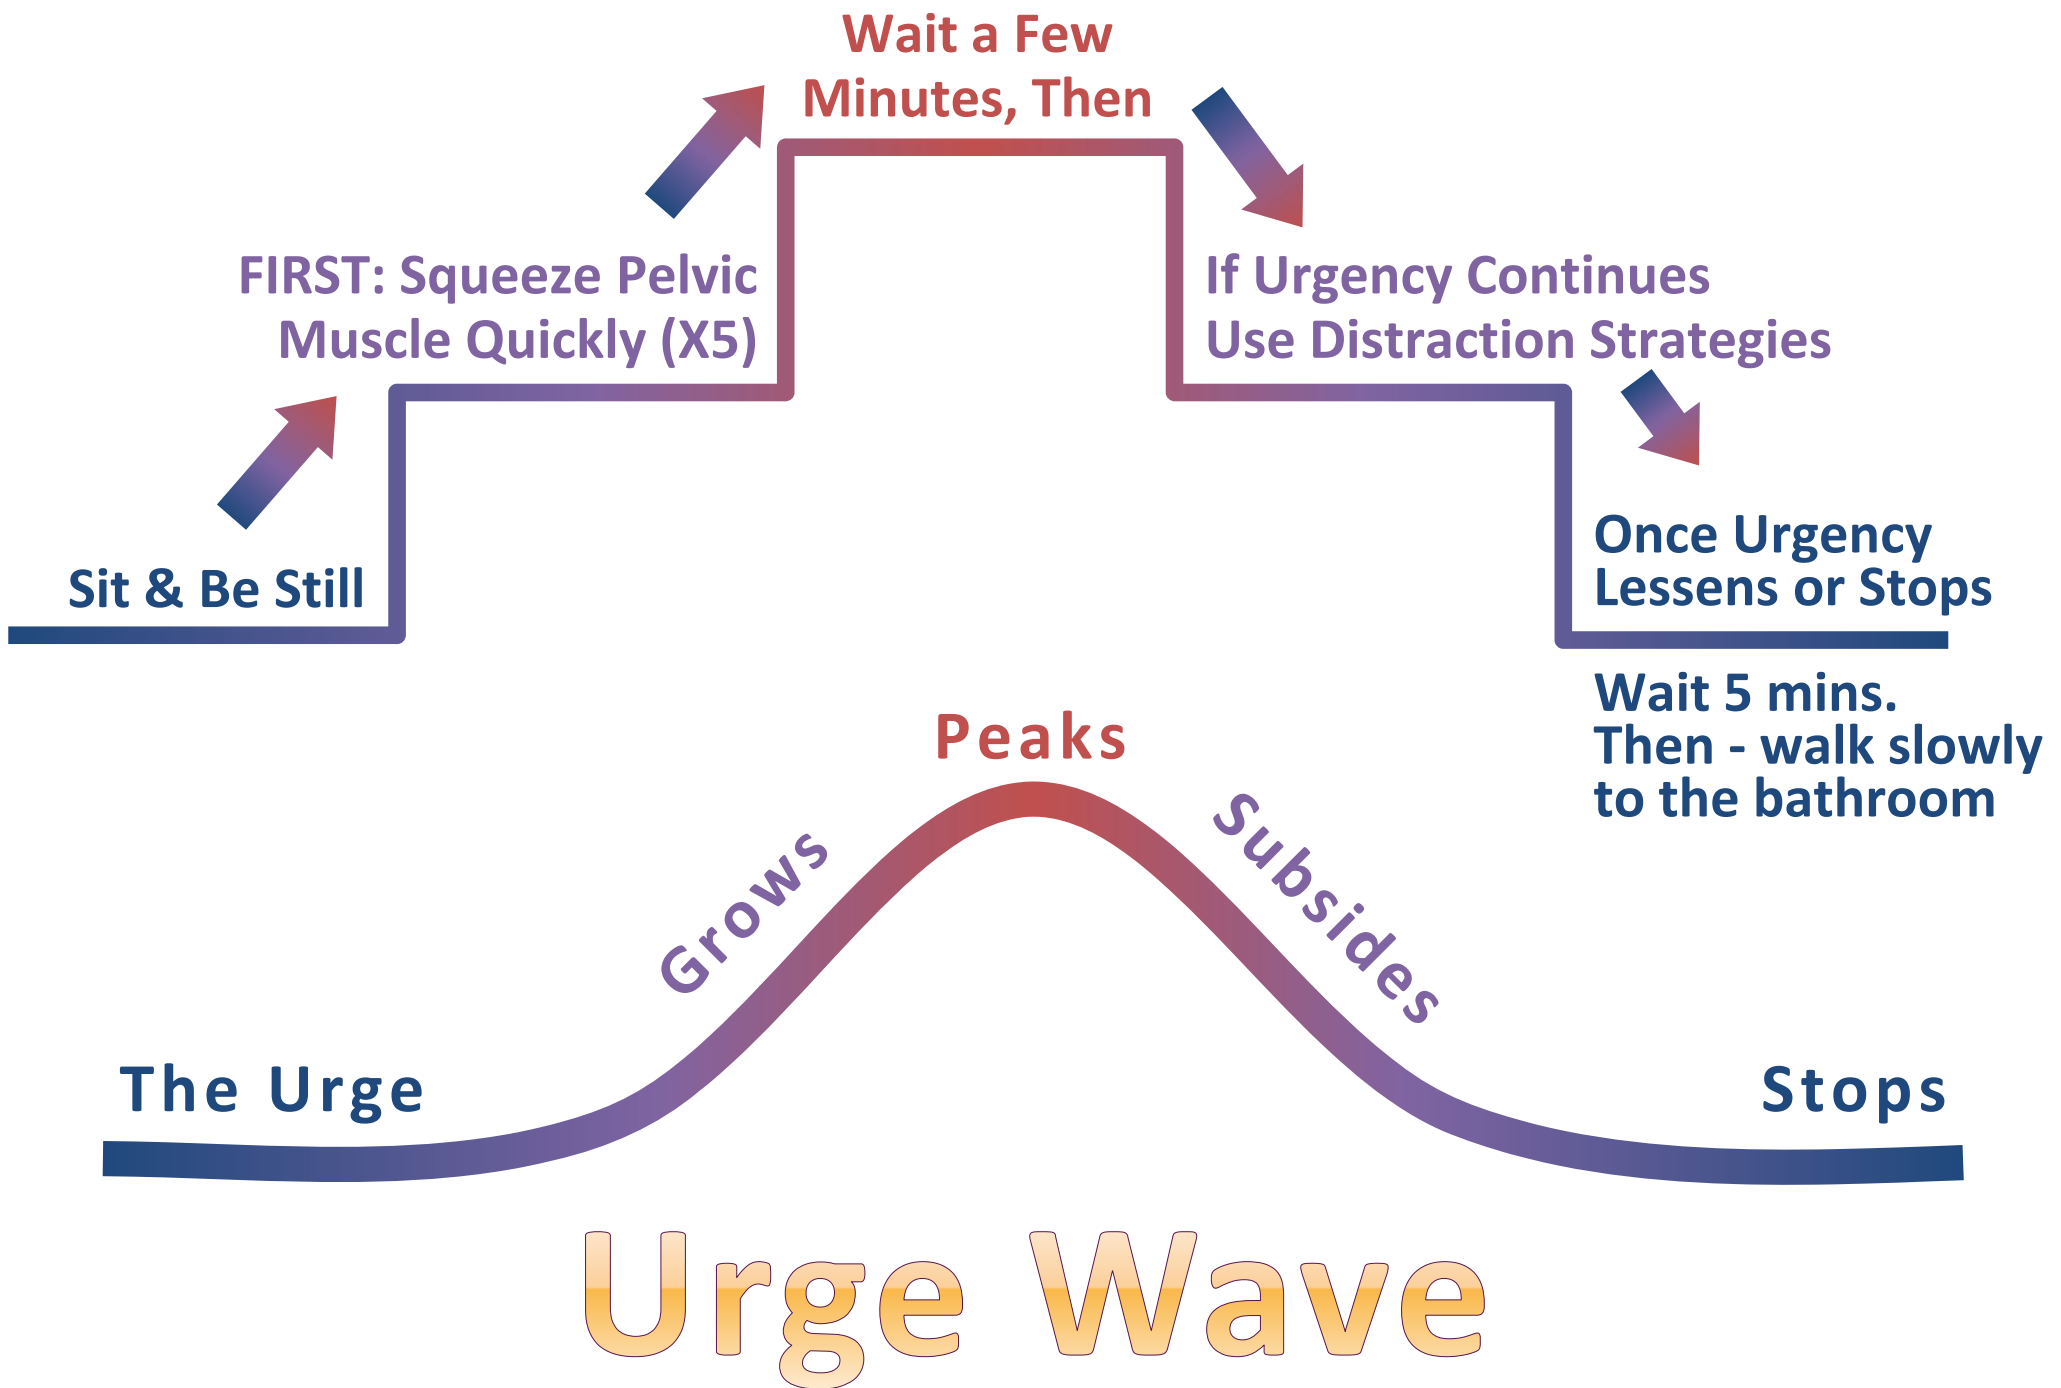 Wait a Few
Minutes, Then
FIRST: Squeeze Pelvic
Muscle Quickly (X5)
If Urgency Continues
Use Distraction Strategies
Sit & Be Still
Once Urgency
Lessens or Stops
Wait 5 mins.
Then - walk slowly
to the bathroom
Peaks
Grows
Subsides
The Urge
Stops
Urge Wave